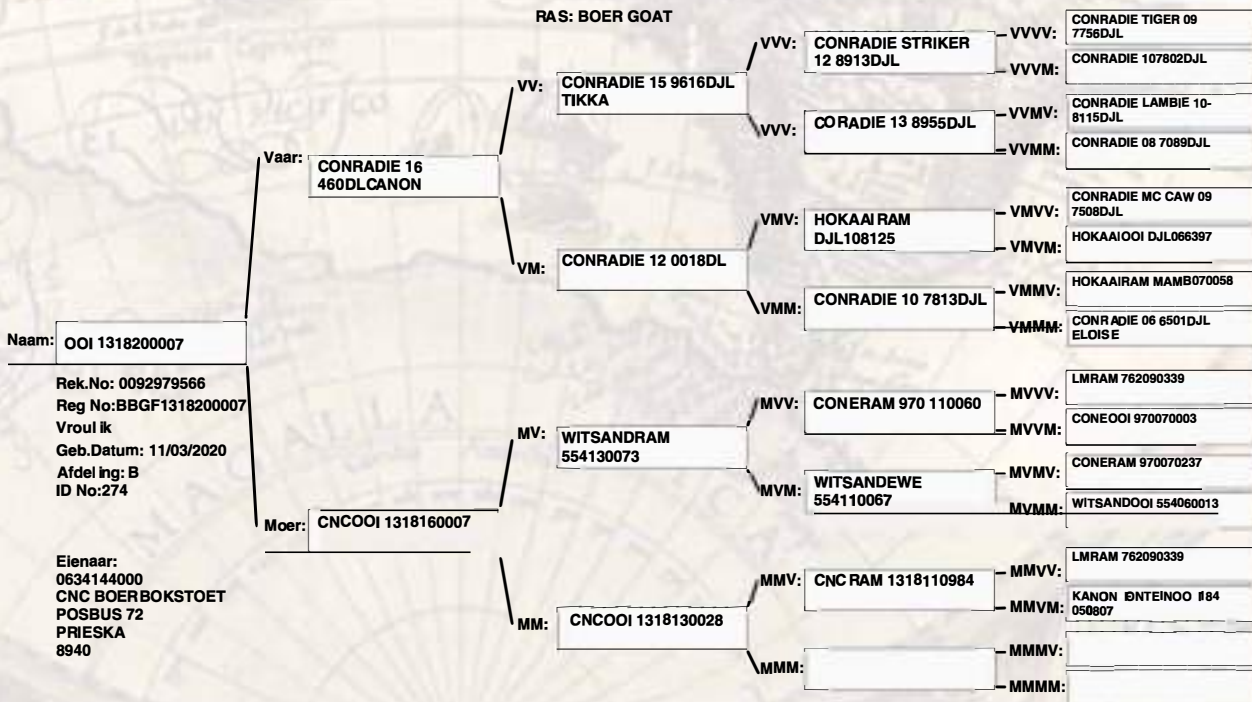 RAS: BOER GOAT
Naam: OOI 1318200007
Rek.No: 0092979566
Reg No:BBGF1318200007
Vroul ik
Geb.Datum: 11/03/2020
Afdel ing: B
ID No:274
Eienaar:
0634144000
CNC BOERBOKSTOET
POSBUS 72
PRIESKA
8940
Vaar: CONRADIE 16
460DLCANON
Moer: CNCOOI 1318160007
VV: CONRADIE 15 9616DJL
TIKKA
VM: CONRADIE 12 0018DL
MV: WITSANDRAM
554130073
MM: CNCOOI 1318130028
VVV: CONRADIE STRIKER
12 8913DJL
VVV: CORADIE 13 8955DJL
VMV: HOKAAI RAM
DJL108125
VMM: CONRADIE 10 7813DJL
MVV: CONERAM 970 110060
MVM: WITSANDEWE
554110067
MMV: CNC RAM 1318110984
MMM:
VVVV: CONRADIE TIGER 09
7756DJL
VVVM: CONRADIE 107802DJL
VVMV: CONRADIE LAMBIE 10-
8115DJL
VVMM: CONRADIE 08 7089DJL
VMVV: CONRADIE MC CAW 09
7508DJL
VMVM: HOKAAIOOI DJL066397
VMMV: HOKAAIRAM MAMB070058
VMMM: CONRADIE 06 6501DJL
ELOISE
MVVV: LMRAM 762090339
MVVM: CONEOOI 970070003
MVMV: CONERAM 970070237
MVMM: WITSANDOOI 554060013
MMVV: LMRAM 762090339
MMVM: KANON
050807
MMMV:
MMMM: